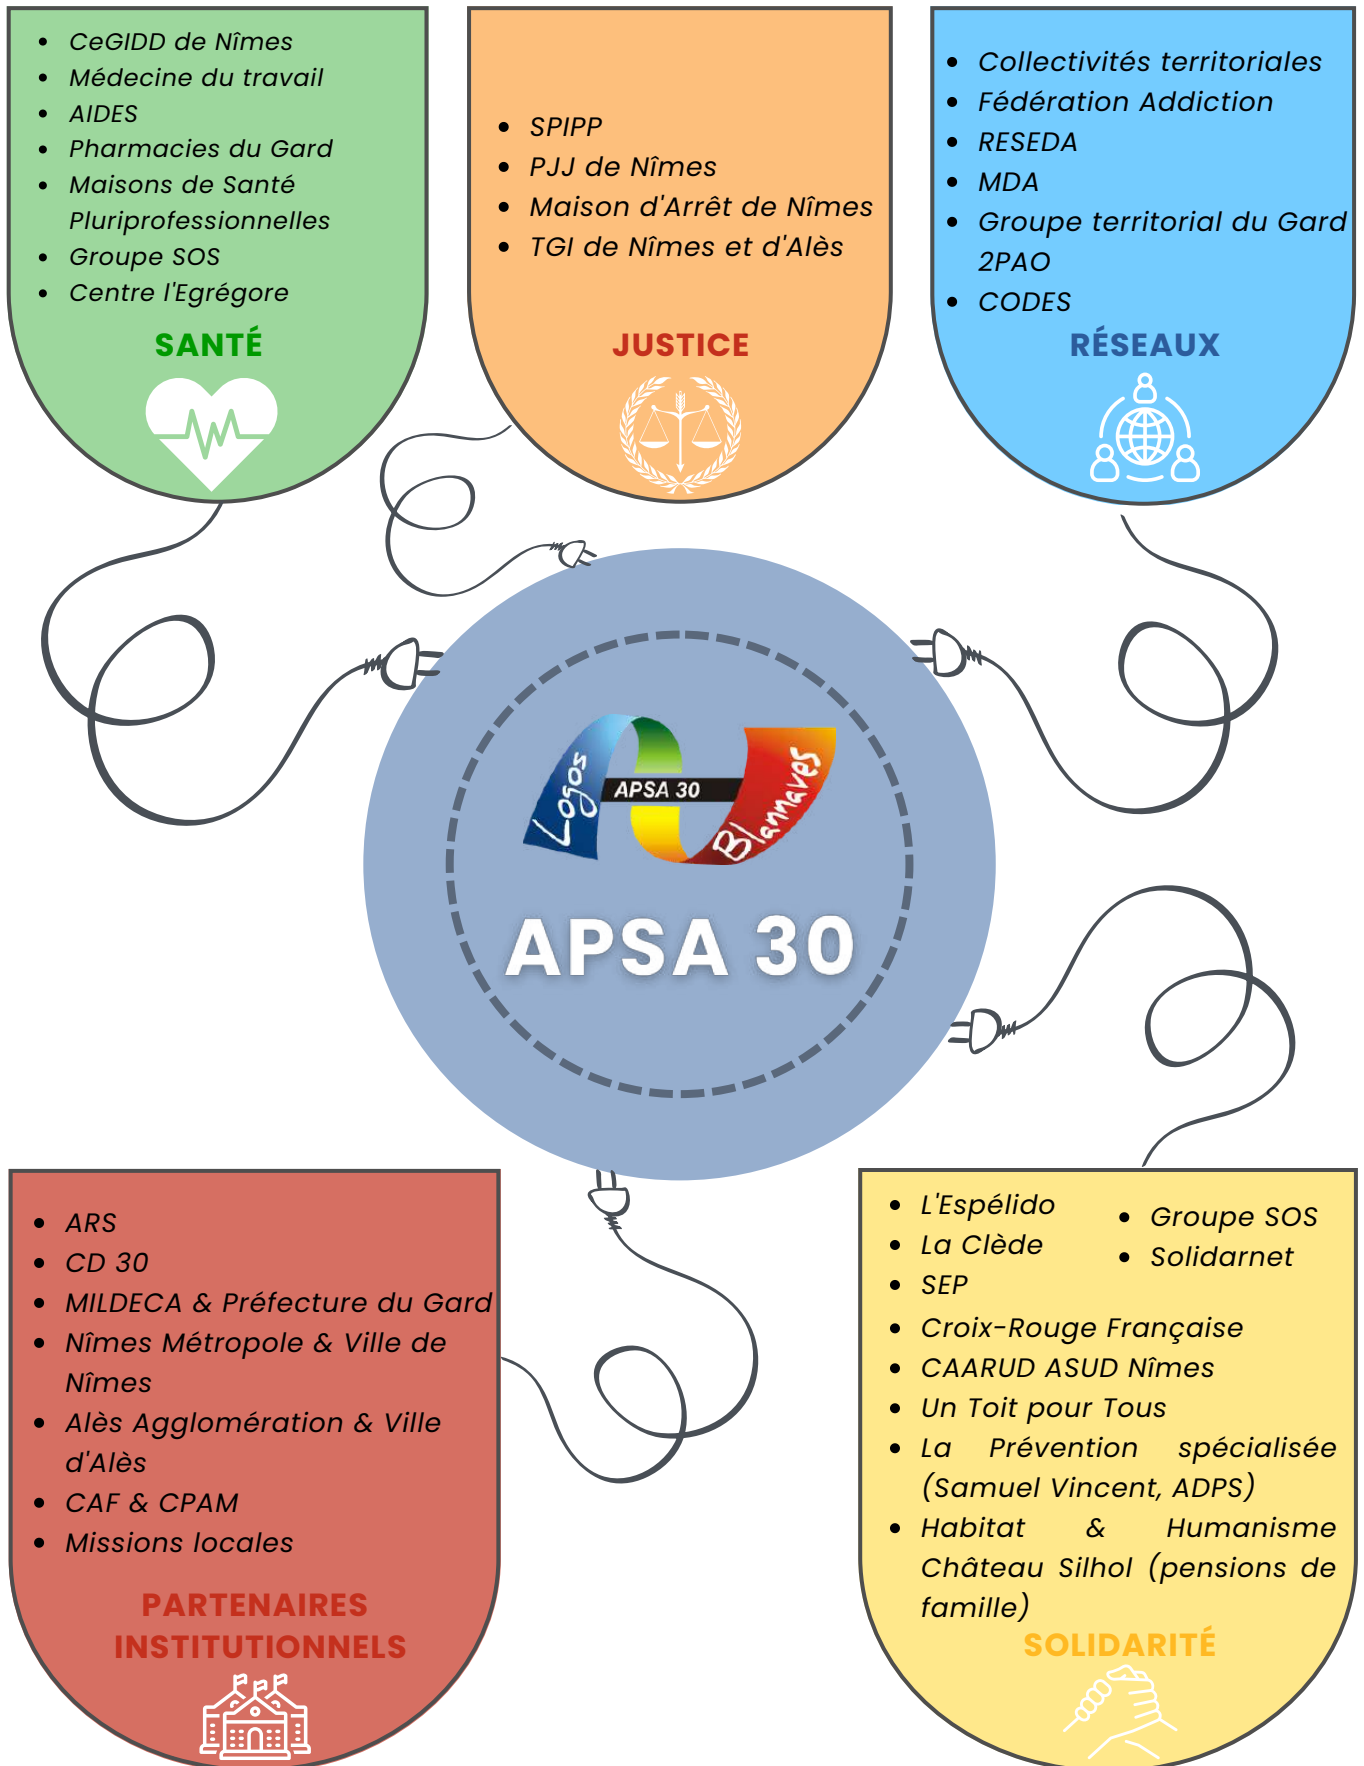 CeGIDD de Nîmes
Médecine du travail
AIDES
Pharmacies du Gard
Maisons de Santé
Pluriprofessionnelles
Groupe SOS
Centre l'Egrégore
SANTÉ
SPIPP
PJJ de Nîmes
Maison d'Arrêt de Nîmes
TGI de Nîmes et d'Alès
JUSTICE
Collectivités territoriales
Fédération Addiction
RESEDA
MDA
Groupe territorial du Gard
2PAO
CODES
RÉSEAUX
Logos
APSA 30
Blannaves
APSA 30
ARS
CD 30
MILDECA & Préfecture du Gard
Nîmes Métropole & Ville de
Nîmes
Alès Agglomération & Ville
d'Alès
CAF & CPAM
Missions locales
PARTENAIRES
INSTITUTIONNELS
L'Espélido
La Clède
SEP
Groupe SOS
Solidarnet
Croix-Rouge Française
CAARUD ASUD Nîmes
Un Toit pour Tous
La Prévention spécialisée
(Samuel Vincent, ADPS)
Habitat & Humanisme
Château Silhol (pensions de
famille)
SOLIDARITÉ